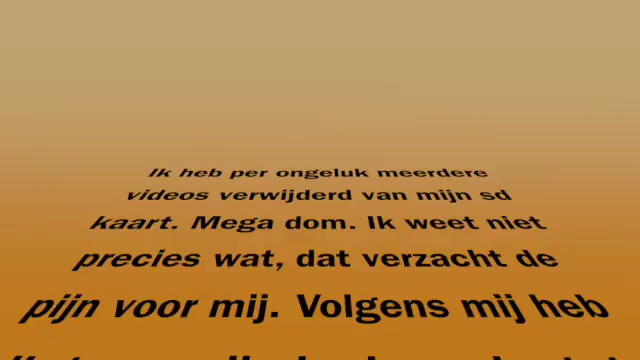 Ik heb per ongeluk meerdere
videos verwijderd van mijn sd
kaart. Mega dom. Ik weet niet
precies wat, dat verzacht de
pijn voor mij. Volgens mij heb